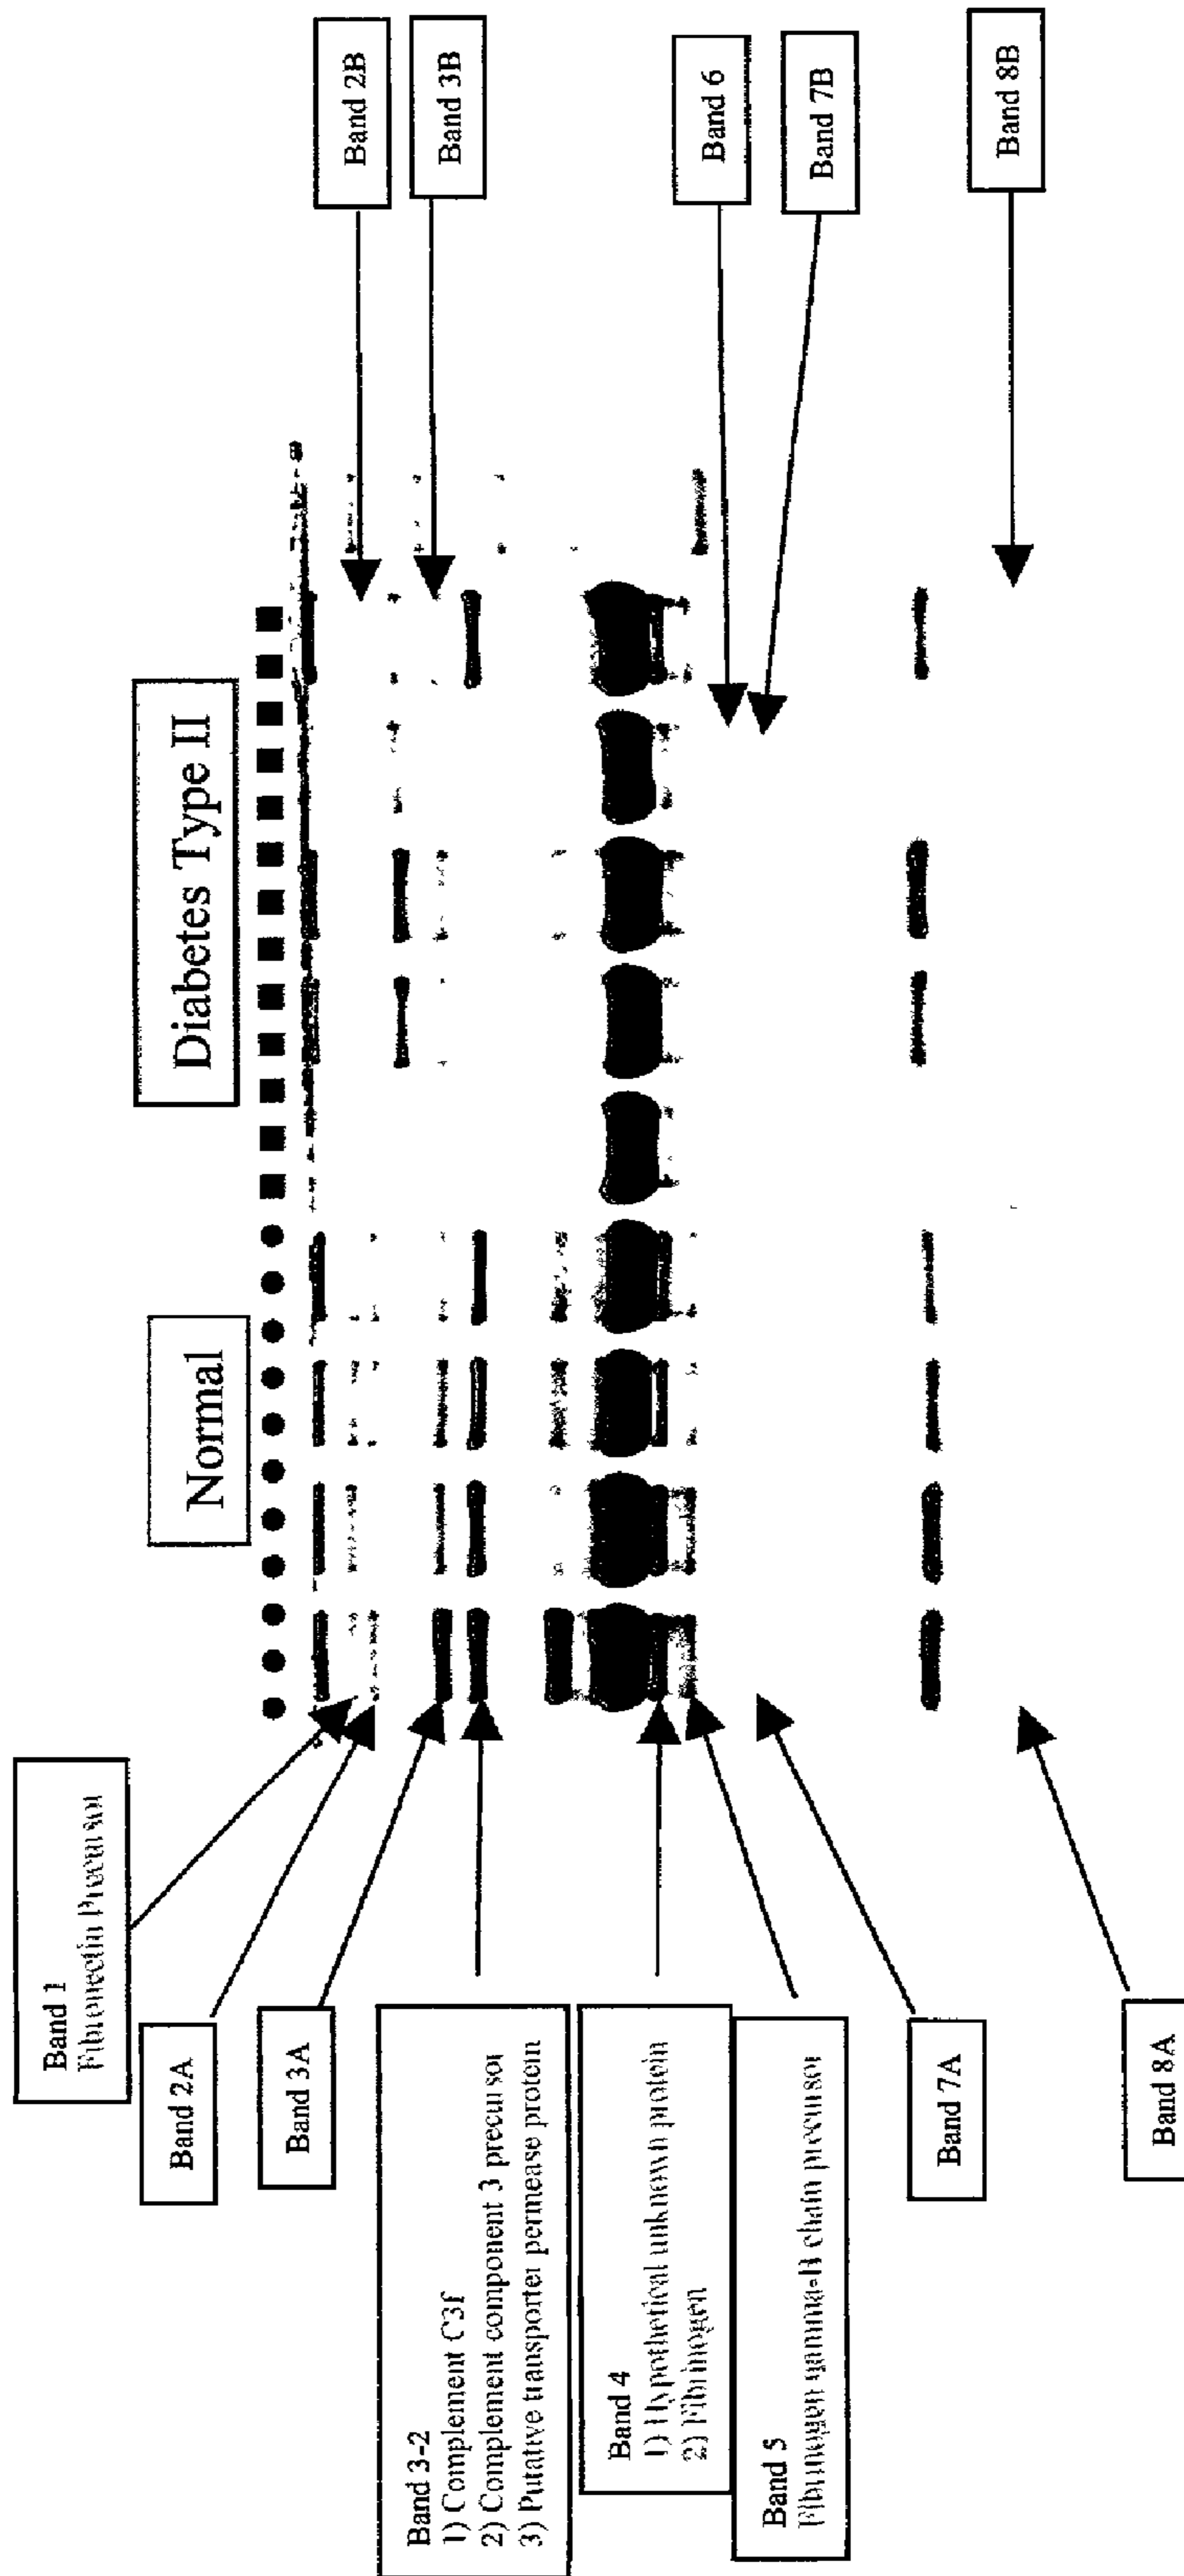 Band 1
Fibronectin Precursor
Band 2A
Band 3A
Band 3-2
1) Complement C3f
2) Complement component 3 precursor
3) Putative transporter permease protein
Band 4
1) Hypothetical unknown protein
2) Fibrinogen
Band 5
Fibrinogen gamma-B chain precursor
Band 7A
Band 8A
Normal
Diabetes Type II
Band 2B
Band 3B
Band 6
Band 7B
Band 8B